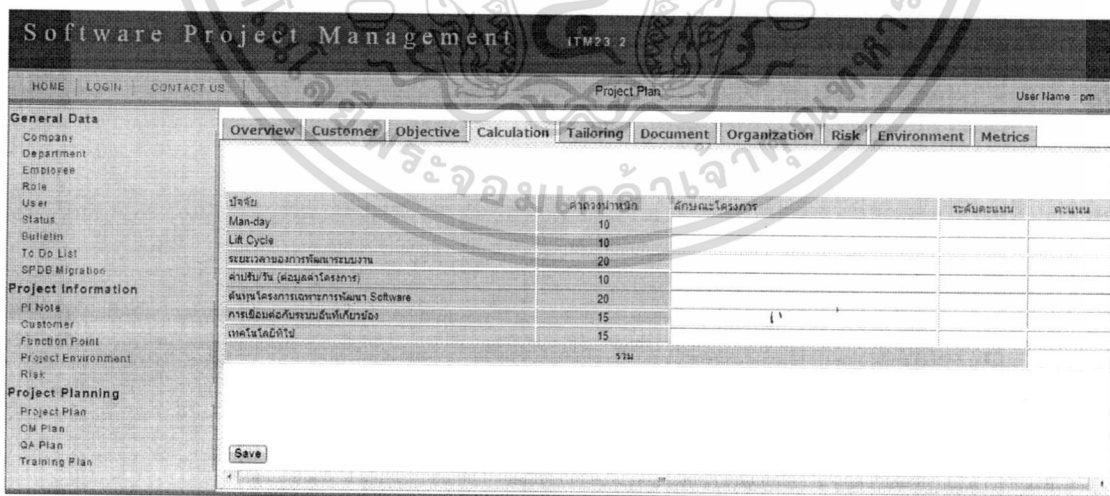 Software Project Management ITM23_2
HOME LOGIN CONTACT US Project Plan User Name : pm
General Data
Company
Department
Employee
Role
User
Status
Bulletin
To Do List
SPDB Migration
Project Information
PI Note
Customer
Function Point
Project Environment
Risk
Project Planning
Project Plan
CM Plan
QA Plan
Training Plan
Overview Customer Objective Calculation Tailoring Document Organization Risk Environment Metrics
ปัจจัย ค่าถ่วงน้ำหนัก ลักษณะโครงการ ระดับคะแนน คะแนน
Man-day 10
Lift Cycle 10
ระยะเวลาของการพัฒนาระบบงาน 20
ค่าปรับ/วัน (ต่อมูลค่าโครงการ) 10
ต้นทุนโครงการเฉพาะการพัฒนา Software 20
การเชื่อมต่อกับระบบอื่นที่เกี่ยวข้อง 15
เทคโนโลยีที่ใช้ 15
รวม
Save